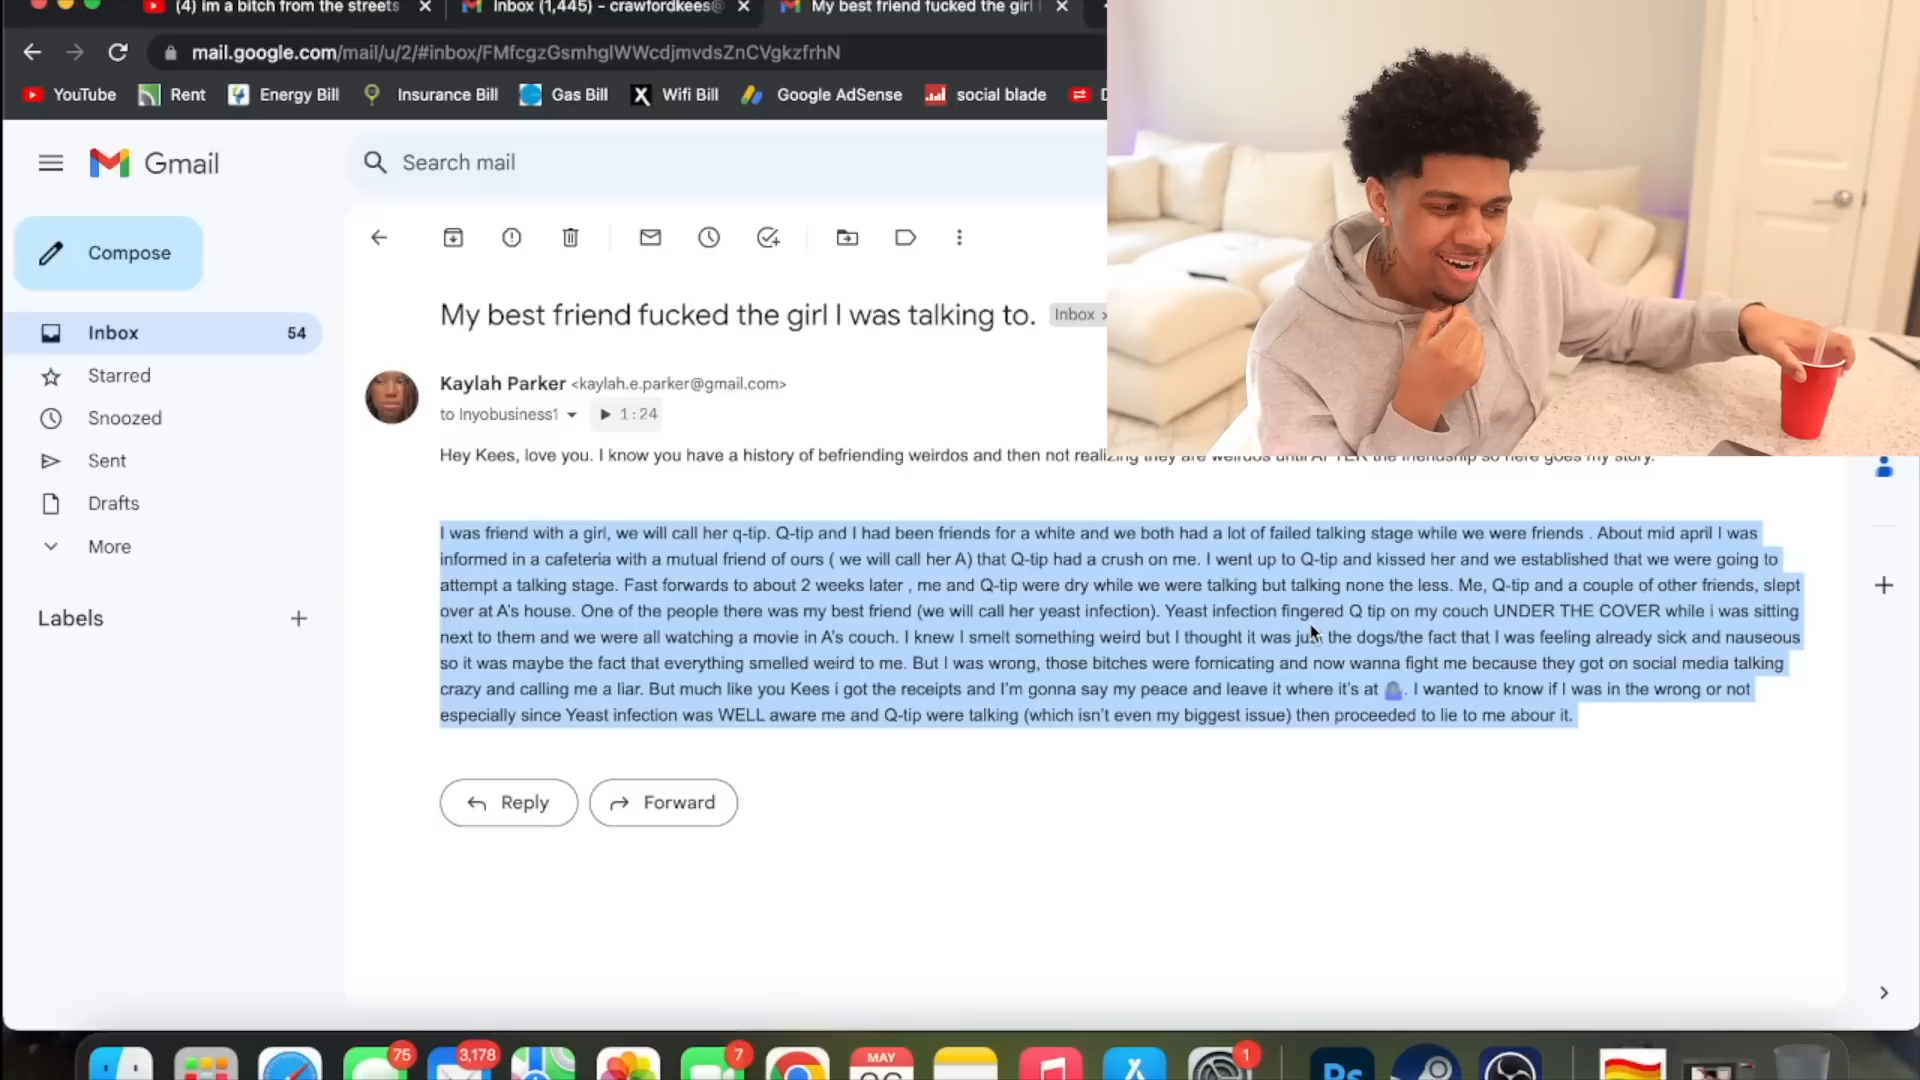 (4) im a bitch from the streets
Inbox (1,445) - crawfordkees@
My best friend fucked the girl I
mail.google.com/mail/u/2/#inbox/FMfcgzGsmhglWWcdjmvdsZnCVgkzfrhN
YouTube Rent Energy Bill Insurance Bill Gas Bill Wifi Bill Google AdSense social blade
Gmail
Search mail
Compose
Inbox 54
Starred
Snoozed
Sent
Drafts
More
Labels
My best friend fucked the girl I was talking to. Inbox
Kaylah Parker <kaylah.e.parker@gmail.com>
to Inyobusiness1 1:24
Hey Kees, love you. I know you have a history of befriending weirdos and then not realizing they are weirdos until AFTER the friendship so here goes my story.
I was friend with a girl, we will call her q-tip. Q-tip and I had been friends for a white and we both had a lot of failed talking stage while we were friends . About mid april I was
informed in a cafeteria with a mutual friend of ours ( we will call her A) that Q-tip had a crush on me. I went up to Q-tip and kissed her and we established that we were going to
attempt a talking stage. Fast forwards to about 2 weeks later , me and Q-tip were dry while we were talking but talking none the less. Me, Q-tip and a couple of other friends, slept
over at A's house. One of the people there was my best friend (we will call her yeast infection). Yeast infection fingered Q tip on my couch UNDER THE COVER while i was sitting
next to them and we were all watching a movie in A's couch. I knew I smelt something weird but I thought it was just the dogs/the fact that I was feeling already sick and nauseous
so it was maybe the fact that everything smelled weird to me. But I was wrong, those bitches were fornicating and now wanna fight me because they got on social media talking
crazy and calling me a liar. But much like you Kees i got the receipts and I'm gonna say my peace and leave it where it's at . I wanted to know if I was in the wrong or not
especially since Yeast infection was WELL aware me and Q-tip were talking (which isn't even my biggest issue) then proceeded to lie to me abour it.
Reply
Forward
75
3,178
7
MAY
1
Ps